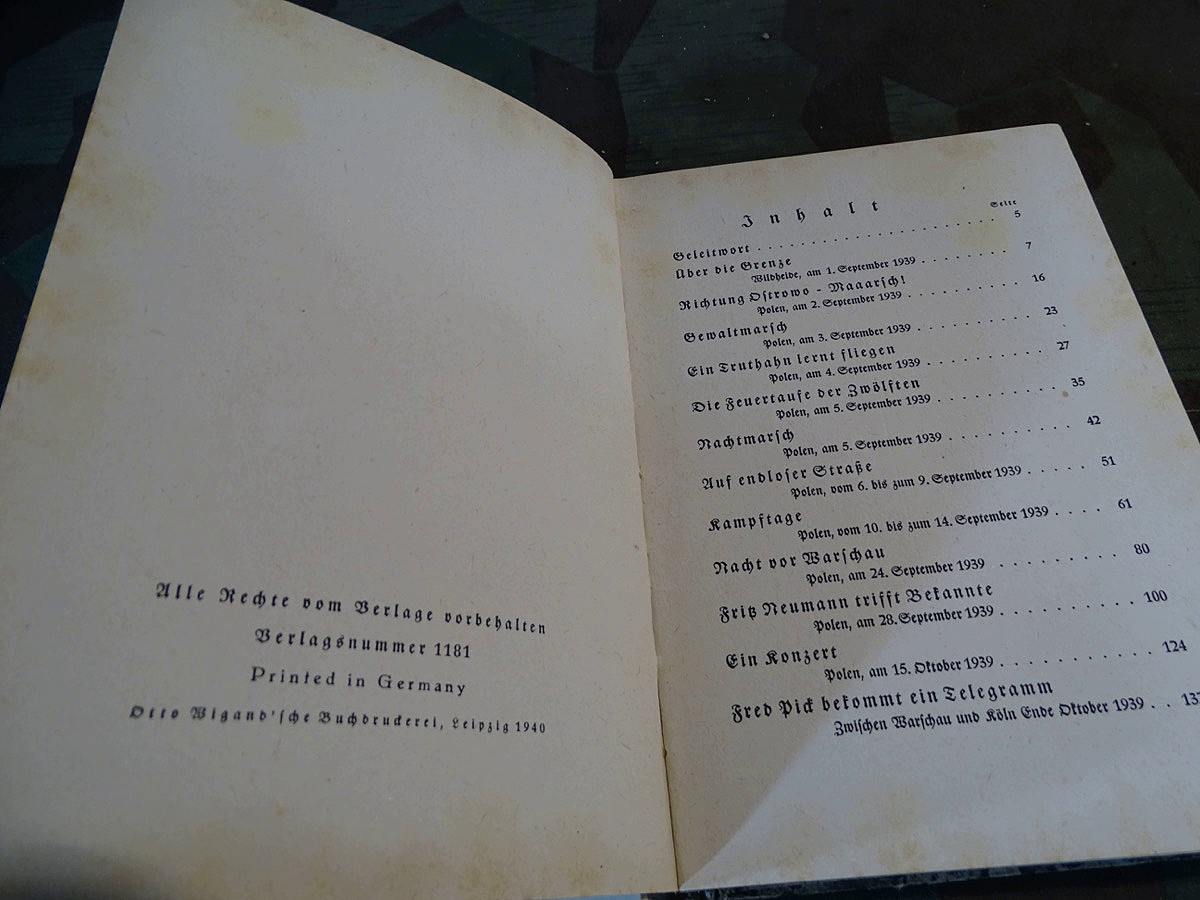 Alle Rechte vom Verlage vorbehalten
Verlagsnummer 1181
Printed in Germany
Otto Wigand'sche Buchdruckerei, Leipzig 1940
Inhalt
Seite
Geleitwort . . . . . . . . . . . . . . . . . . . . . . 5
Über die Grenze
Wildheide, am 1. September 1939 . . . . . . . . 7
Richtung Ostrowo - Maaarsch!
Polen, am 2. September 1939 . . . . . . . . . . 16
Gewaltmarsch
Polen, am 3. September 1939 . . . . . . . . . . 23
Ein Truthahn lernt fliegen
Polen, am 4. September 1939 . . . . . . . . . . 27
Die Feuertaufe der Zwölften
Polen, am 5. September 1939 . . . . . . . . . . 35
Nachtmarsch
Polen, am 5. September 1939 . . . . . . . . . . 42
Auf endloser Straße
Polen, vom 6. bis zum 9. September 1939 . . . . . 51
Kampftage
Polen, vom 10. bis zum 14. September 1939 . . . . 61
Nacht vor Warschau
Polen, am 24. September 1939 . . . . . . . . . 80
Fritz Neumann trifft Bekannte
Polen, am 28. September 1939 . . . . . . . . . . 100
Ein Konzert
Polen, am 15. Oktober 1939 . . . . . . . . . . . 124
Fred Pick bekommt ein Telegramm
Zwischen Warschau und Köln Ende Oktober 1939 . .